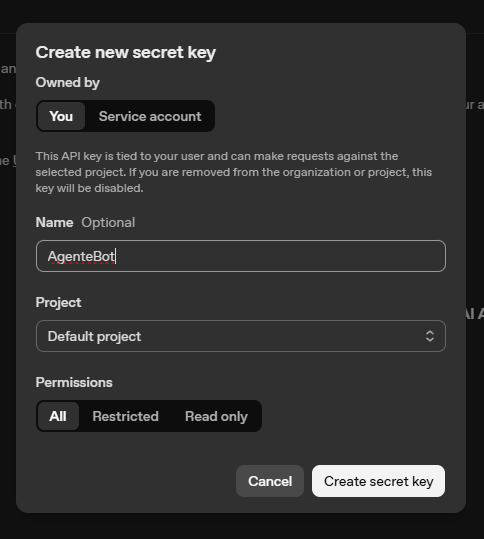 Create new secret key
Owned by
You Service account
This API key is tied to your user and can make requests against the
selected project. If you are removed from the organization or project, this
key will be disabled.
Name Optional
AgenteBot
Project
Default project
Permissions
All Restricted Read only
Cancel Create secret key